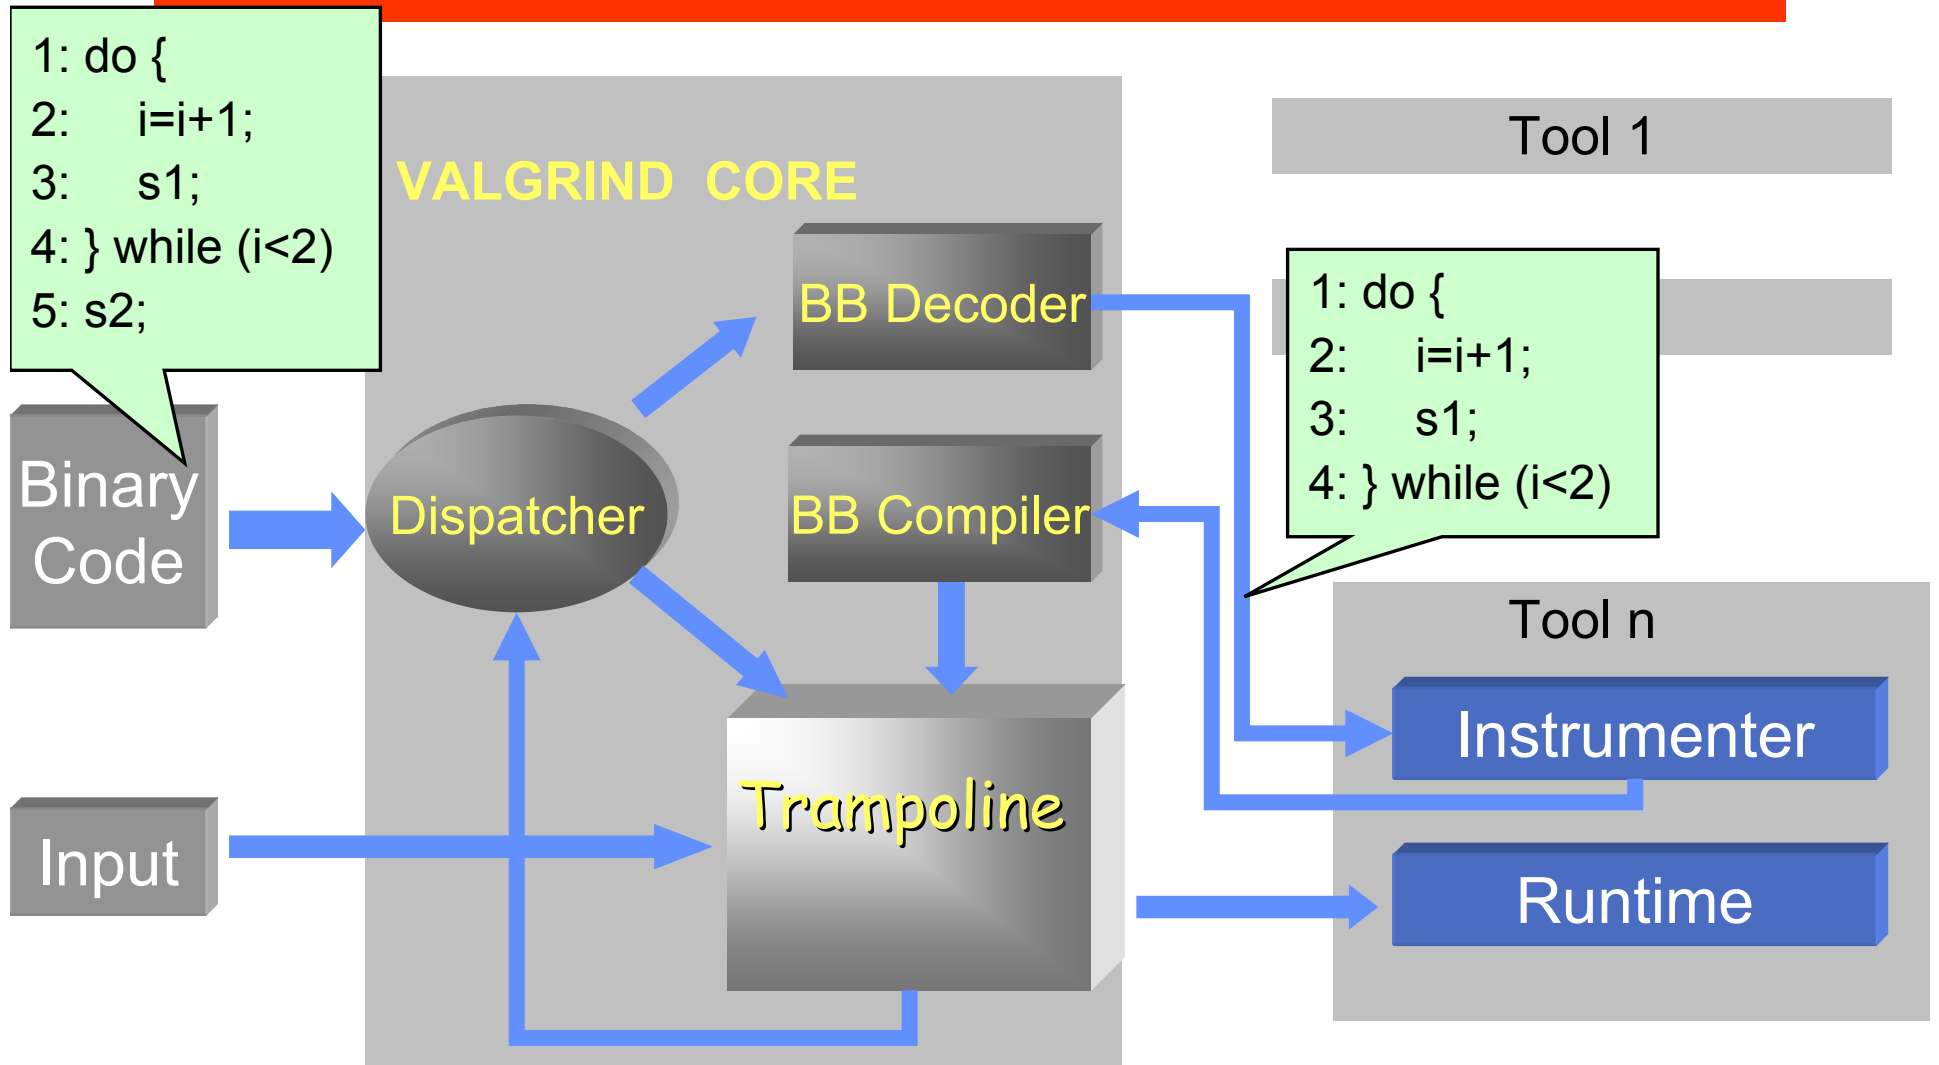 1: do {
2: i=i+1;
3: s1;
4: } while (i<2)
5: s2;
VALGRIND CORE
Tool 1
BB Decoder
1: do {
2: i=i+1;
3: s1;
4: } while (i<2)
Binary
Code
Dispatcher
BB Compiler
Tool n
Instrumenter
Trampoline
Input
Runtime